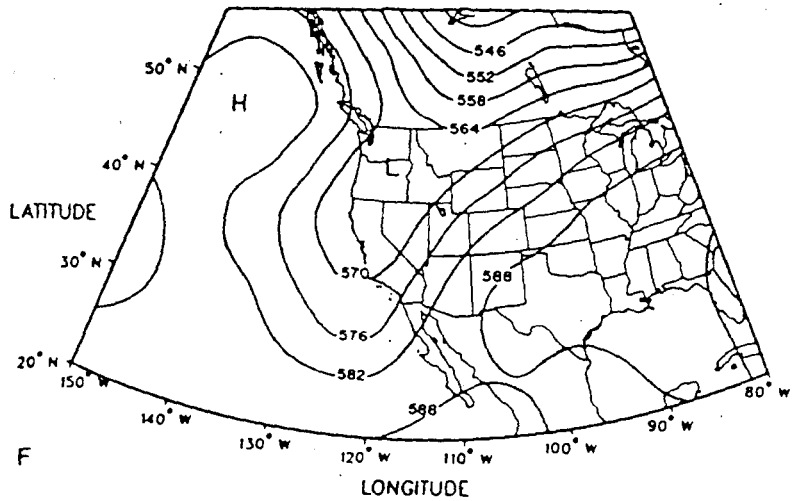 546
552
50° N
558
H
564
40° N
L
LATITUDE
30° N
588
570
576
20° N
582
150° W
80° W
588
140° W
90° W
130° W
100° W
120° W
110° W
F
LONGITUDE